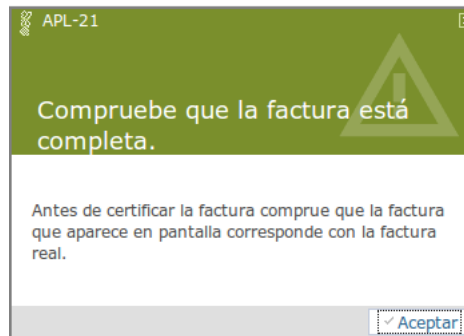 APL-21
Compruebe que la factura está
completa.
Antes de certificar la factura comprue que la factura
que aparece en pantalla corresponde con la factura
real.
Aceptar